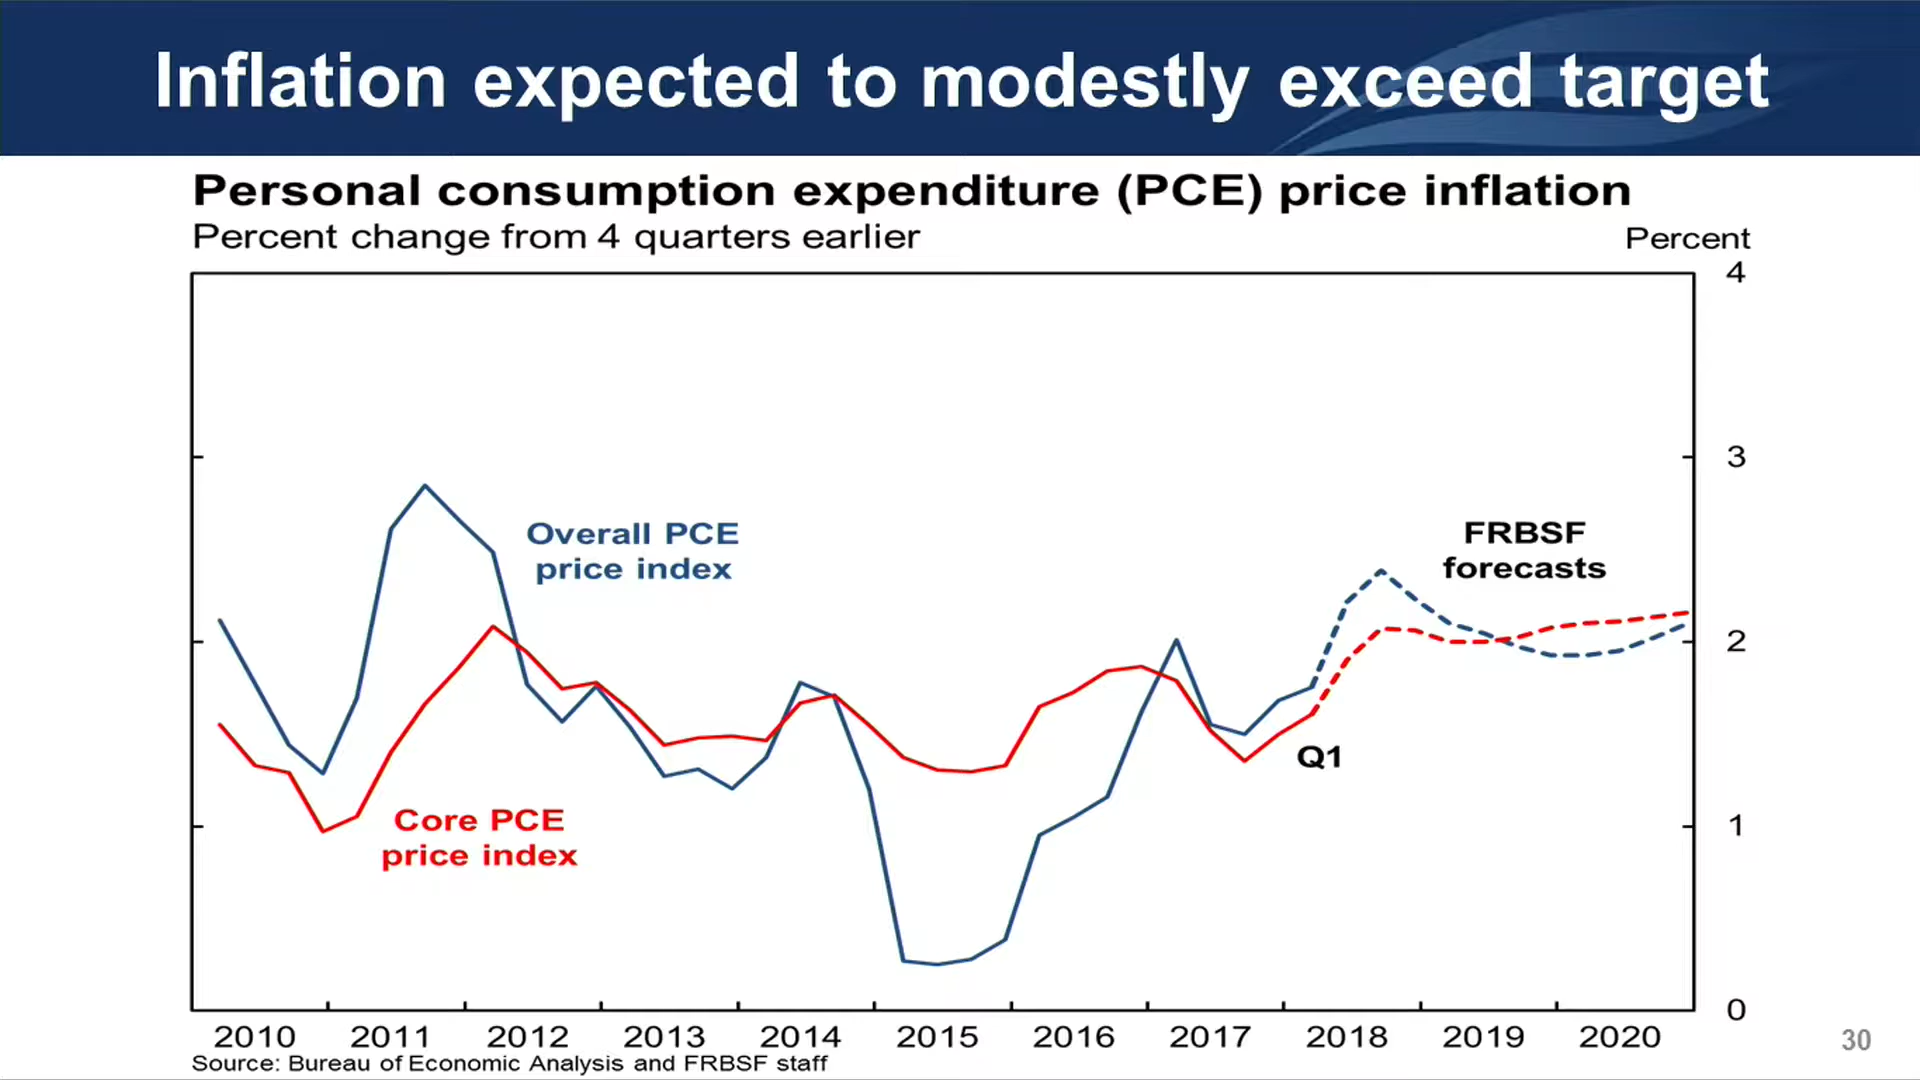 Inflation expected to modestly exceed target
Personal consumption expenditure (PCE) price inflation
Percent change from 4 quarters earlier
Percent
4
3
2
1
0
Overall PCE
price index
FRBSF
forecasts
Q1
Core PCE
price index
2010 2011 2012 2013 2014 2015 2016 2017 2018 2019 2020
Source: Bureau of Economic Analysis and FRBSF staff
30